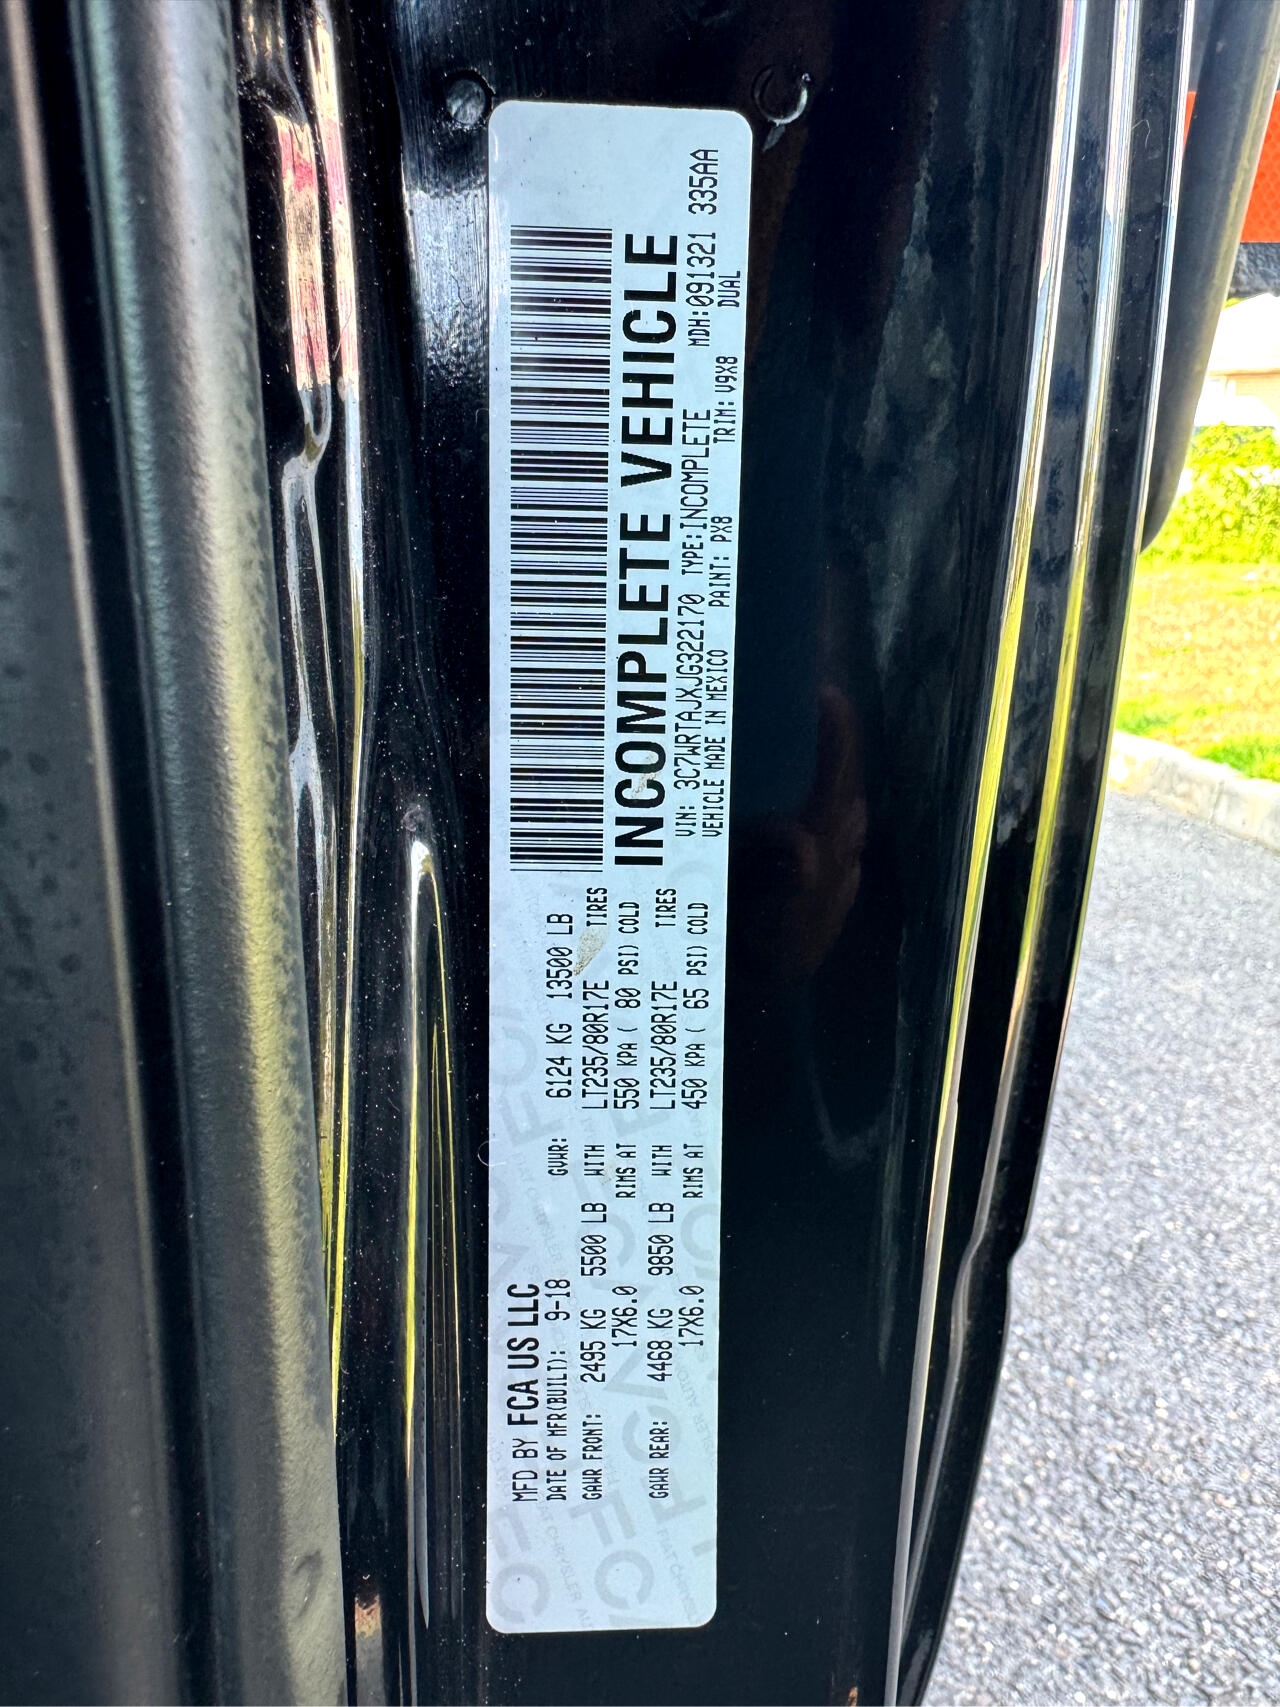 MFD BY FCA US LLC
DATE OF MFR(BUILT): 9-18 GVWR: 6124 KG 13500 LB
GAWR FRONT: 2495 KG 5500 LB WITH LT235/80R17E TIRES
17X6.0 RIMS AT 550 KPA ( 80 PSI) COLD
GAWR REAR: 4468 KG 9850 LB WITH LT235/80R17E TIRES
17X6.0 RIMS AT 450 KPA ( 65 PSI) COLD
INCOMPLETE VEHICLE
VIN: 3C7WRTAJXJG322170 TYPE:INCOMPLETE MDH:091321 335AA
VEHICLE MADE IN MEXICO PAINT: PX8 TRIM: V9X8 DUAL